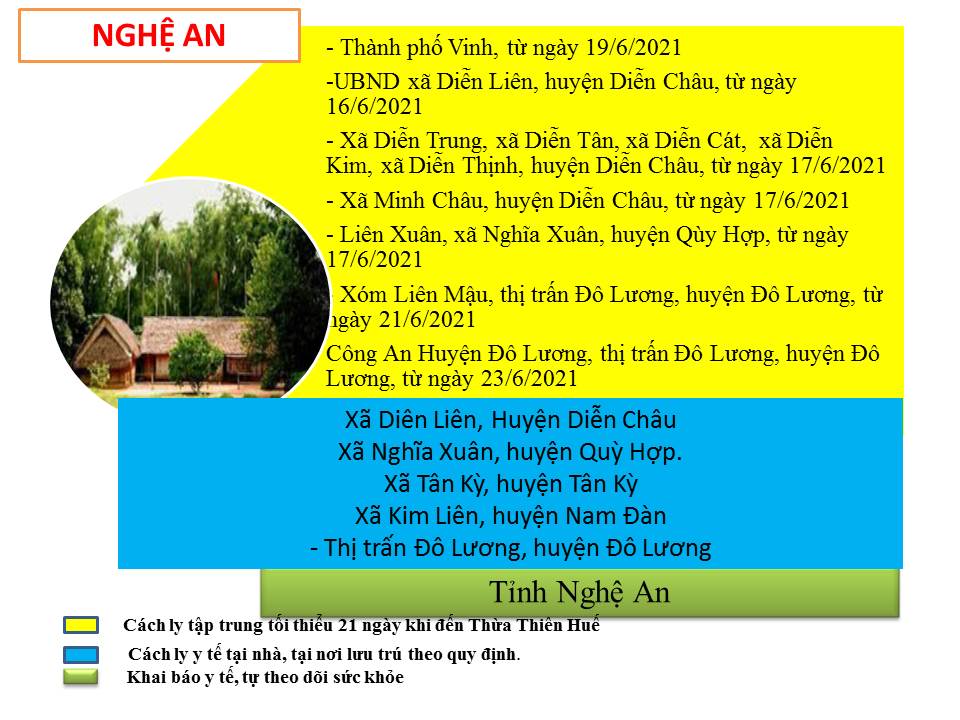 NGHỆ AN
- Thành phố Vinh, từ ngày 19/6/2021
-UBND xã Diễn Liên, huyện Diễn Châu, từ ngày
16/6/2021
- Xã Diễn Trung, xã Diễn Tân, xã Diễn Cát, xã Diễn
Kim, xã Diễn Thịnh, huyện Diễn Châu, từ ngày 17/6/2021
- Xã Minh Châu, huyện Diễn Châu, từ ngày 17/6/2021
- Liên Xuân, xã Nghĩa Xuân, huyện Qùy Hợp, từ ngày
17/6/2021
- Xóm Liên Mậu, thị trấn Đô Lương, huyện Đô Lương, từ
ngày 21/6/2021
Công An Huyện Đô Lương, thị trấn Đô Lương, huyện Đô
Lương, từ ngày 23/6/2021
Xã Diên Liên, Huyện Diễn Châu
Xã Nghĩa Xuân, huyện Quỳ Hợp.
Xã Tân Kỳ, huyện Tân Kỳ
Xã Kim Liên, huyện Nam Đàn
- Thị trấn Đô Lương, huyện Đô Lương
Tỉnh Nghệ An
Cách ly tập trung tối thiểu 21 ngày khi đến Thừa Thiên Huế
Cách ly y tế tại nhà, tại nơi lưu trú theo quy định.
Khai báo y tế, tự theo dõi sức khỏe